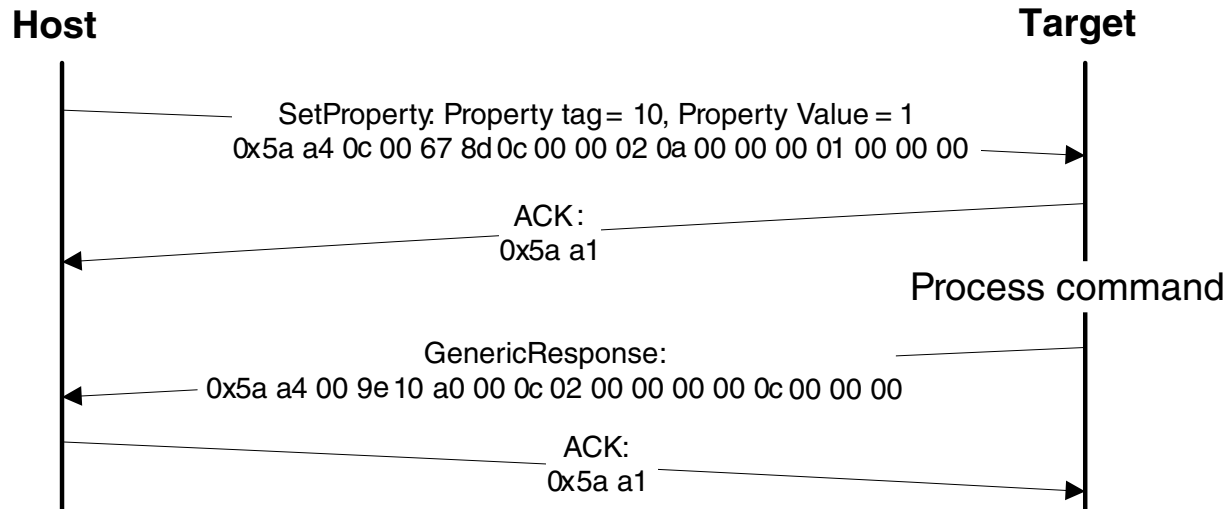 Host
Target
SetProperty: Property tag = 10, Property Value = 1
0x5a a4 0c 00 67 8d 0c 00 00 02 0a 00 00 00 01 00 00 00
ACK:
0x5a a1
Process command
GenericResponse:
0x5a a4 00 9e 10 a0 00 0c 02 00 00 00 00 0c 00 00 00
ACK:
0x5a a1